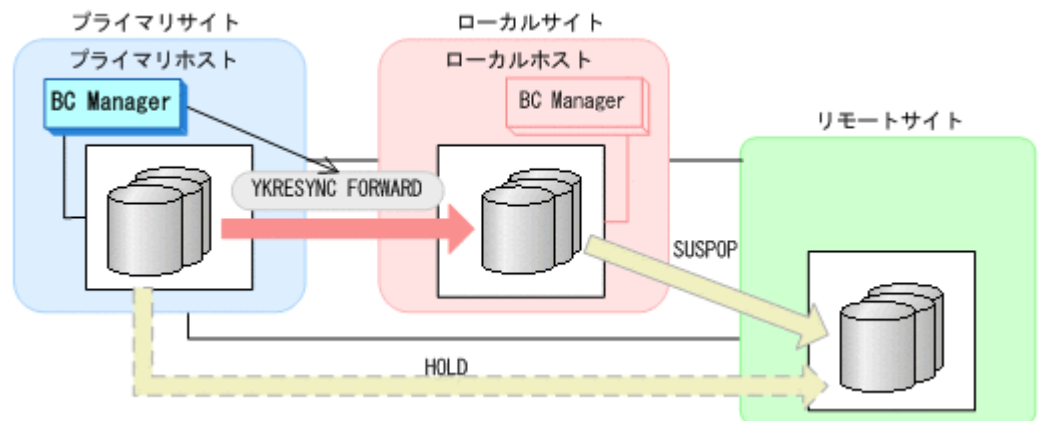 プライマリサイト
プライマリホスト
BC Manager
ローカルサイト
ローカルホスト
BC Manager
リモートサイト
YKRESYNC FORWARD
SUSPOP
HOLD